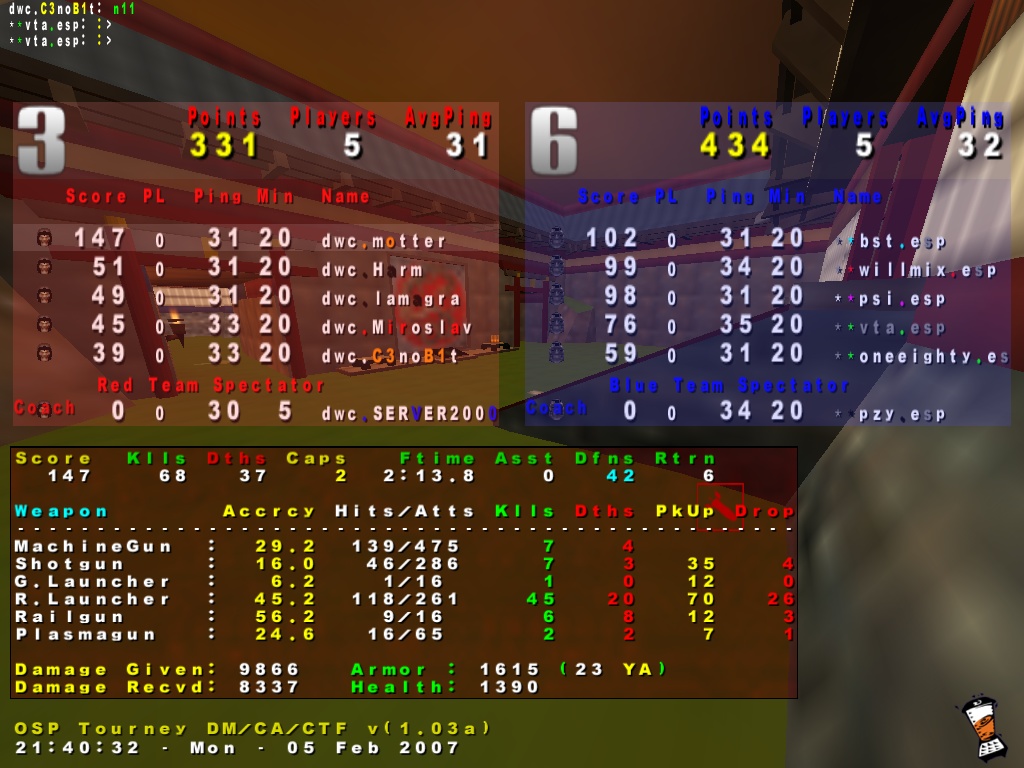 dwc.C3noB1t: n11
**vta.esp: :>
**vta.esp: :>
3 Points Players AvgPing
331 5 31
Score PL Ping Min Name
147 0 31 20 dwc.motter
51 0 31 20 dwc.Harm
49 0 31 20 dwc.lamagra
45 0 33 20 dwc.Miroslav
39 0 33 20 dwc.C3noB1t
Red Team Spectator
Coach 0 0 30 5 dwc.SERVER2000
6 Points Players AvgPing
434 5 32
Score PL Ping Min Name
102 0 31 20 **bst.esp
99 0 34 20 **willmix.esp
98 0 31 20 **psi.esp
76 0 35 20 **vta.esp
59 0 31 20 **oneeighty.es
Blue Team Spectator
Coach 0 0 34 20 **pzy.esp
Score Klls Dths Caps Ftime Asst Dfns Rtrn
147 68 37 2 2:13.8 0 42 6
Weapon Accrcy Hits/Atts Klls Dths PkUp Drop
MachineGun : 29.2 139/475 7 4
Shotgun : 16.0 46/286 7 3 35 4
G.Launcher : 6.2 1/16 1 0 12 0
R.Launcher : 45.2 118/261 45 20 70 26
Railgun : 56.2 9/16 6 8 12 3
Plasmagun : 24.6 16/65 2 2 7 1
Damage Given: 9866 Armor : 1615 (23 YA)
Damage Recvd: 8337 Health: 1390
OSP Tourney DM/CA/CTF v(1.03a)
21:40:32 - Mon - 05 Feb 2007